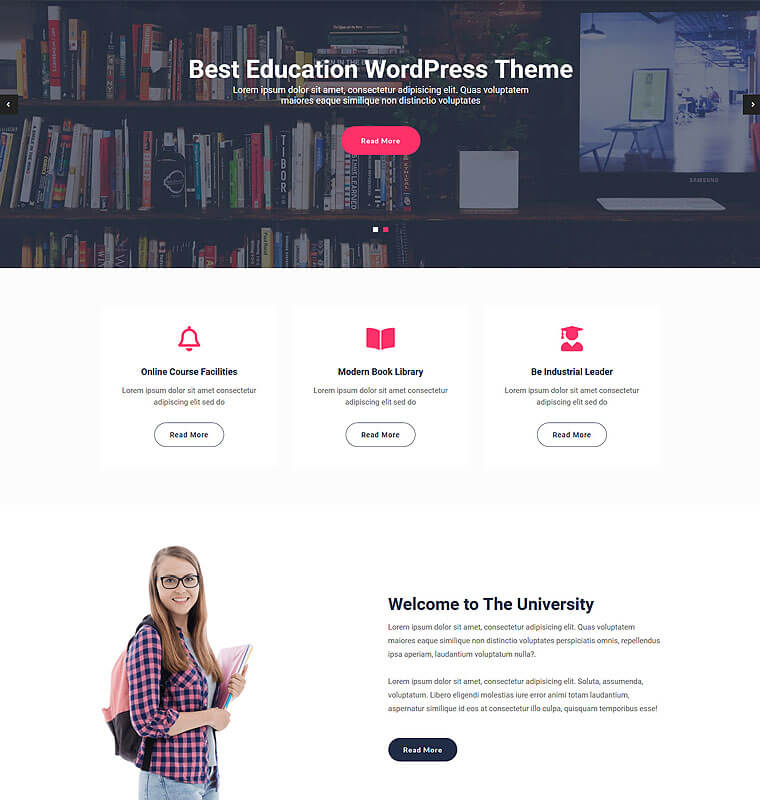 Best Education WordPress Theme
Lorem ipsum dolor sit amet, consectetur adipisicing elit. Quas voluptatem
maiores eaque similique non distinctio voluptates
Read More
TIBOR
SAMSUNG
Online Course Facilities
Modern Book Library
Be Industrial Leader
Lorem ipsum dolor sit amet consectetur
adipiscing elit sed do
Lorem ipsum dolor sit amet consectetur
adipiscing elit sed do
Lorem ipsum dolor sit amet consectetur
adipiscing elit sed do
Read More
Read More
Read More
Welcome to The University
Lorem ipsum dolor sit amet, consectetur adipisicing elit. Quas voluptatem
maiores eaque similique non distinctio voluptates perspiciatis omnis, repellendus
ipsa aperiam, laudantium voluptatum nulla?.
Lorem ipsum dolor sit amet, consectetur adipisicing elit. Soluta, assumenda,
voluptatum. Libero eligendi molestias iure error animi totam laudantium,
aspernatur similique id eos at consectetur illo culpa, quisquam temporibus esse!
Read More